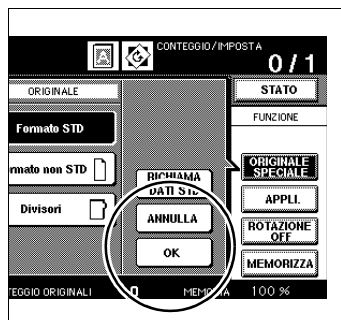 CONTEGGIO/IMPOSTA
0/1
ORIGINALE
STATO
FUNZIONE
Formato STD
ORIGINALE
SPECIALE
rmato non STD
RICHIAMA
DATI STD
APPLI.
Divisori
ANNULLA
ROTAZIONE
OFF
OK
MEMORIZZA
TEGGIO ORIGINALI
0
MEMORIA
100 %